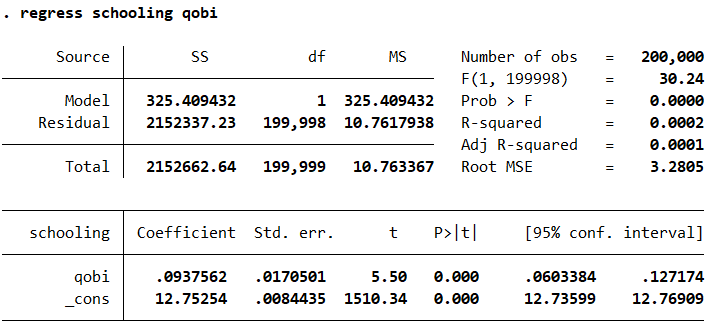 . regress schooling qobi
Source SS df MS Number of obs = 200,000
F(1, 199998) = 30.24
Model 325.409432 1 325.409432 Prob > F = 0.0000
Residual 2152337.23 199,998 10.7617938 R-squared = 0.0002
Adj R-squared = 0.0001
Total 2152662.64 199,999 10.763367 Root MSE = 3.2805
schooling Coefficient Std. err. t P>|t| [95% conf. interval]
qobi .0937562 .0170501 5.50 0.000 .0603384 .127174
_cons 12.75254 .0084435 1510.34 0.000 12.73599 12.76909